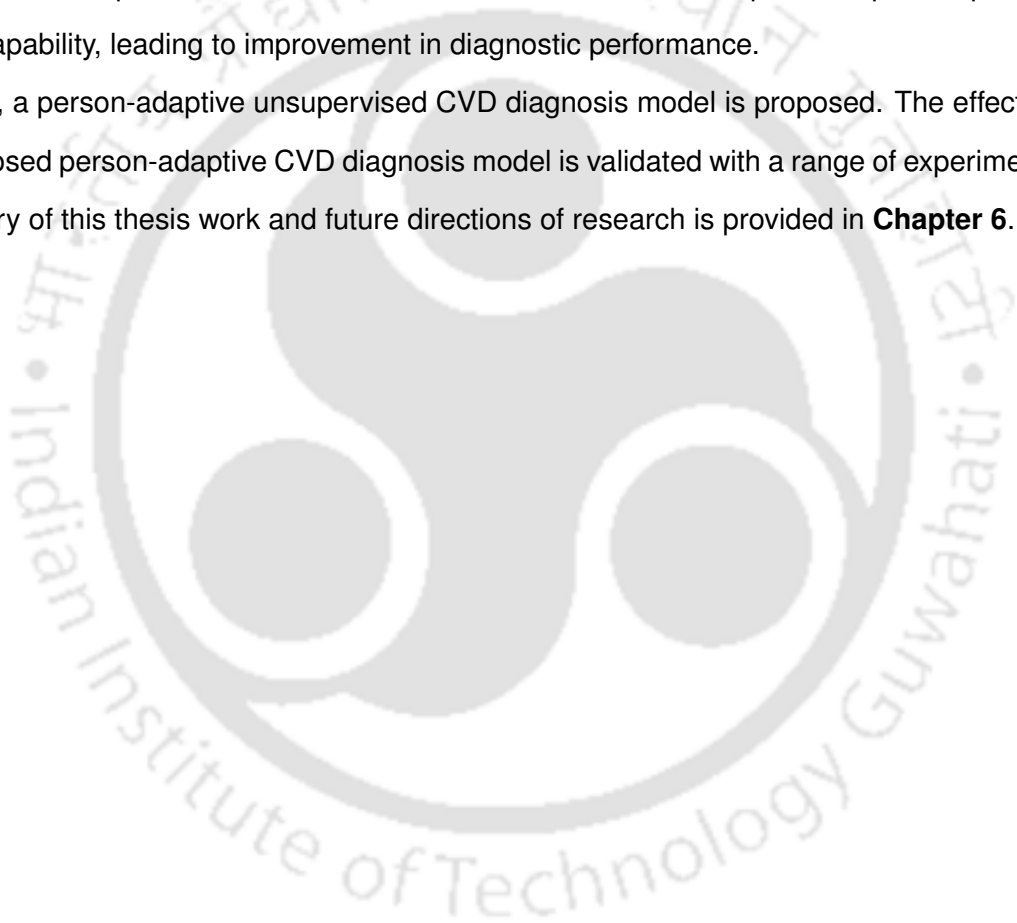 apability, leading to improvement in diagnostic performance.
, a person-adaptive unsupervised CVD diagnosis model is proposed. The effect
osed person-adaptive CVD diagnosis model is validated with a range of experime
ry of this thesis work and future directions of research is provided in Chapter 6.
Indian Institute of Technology Guwahati